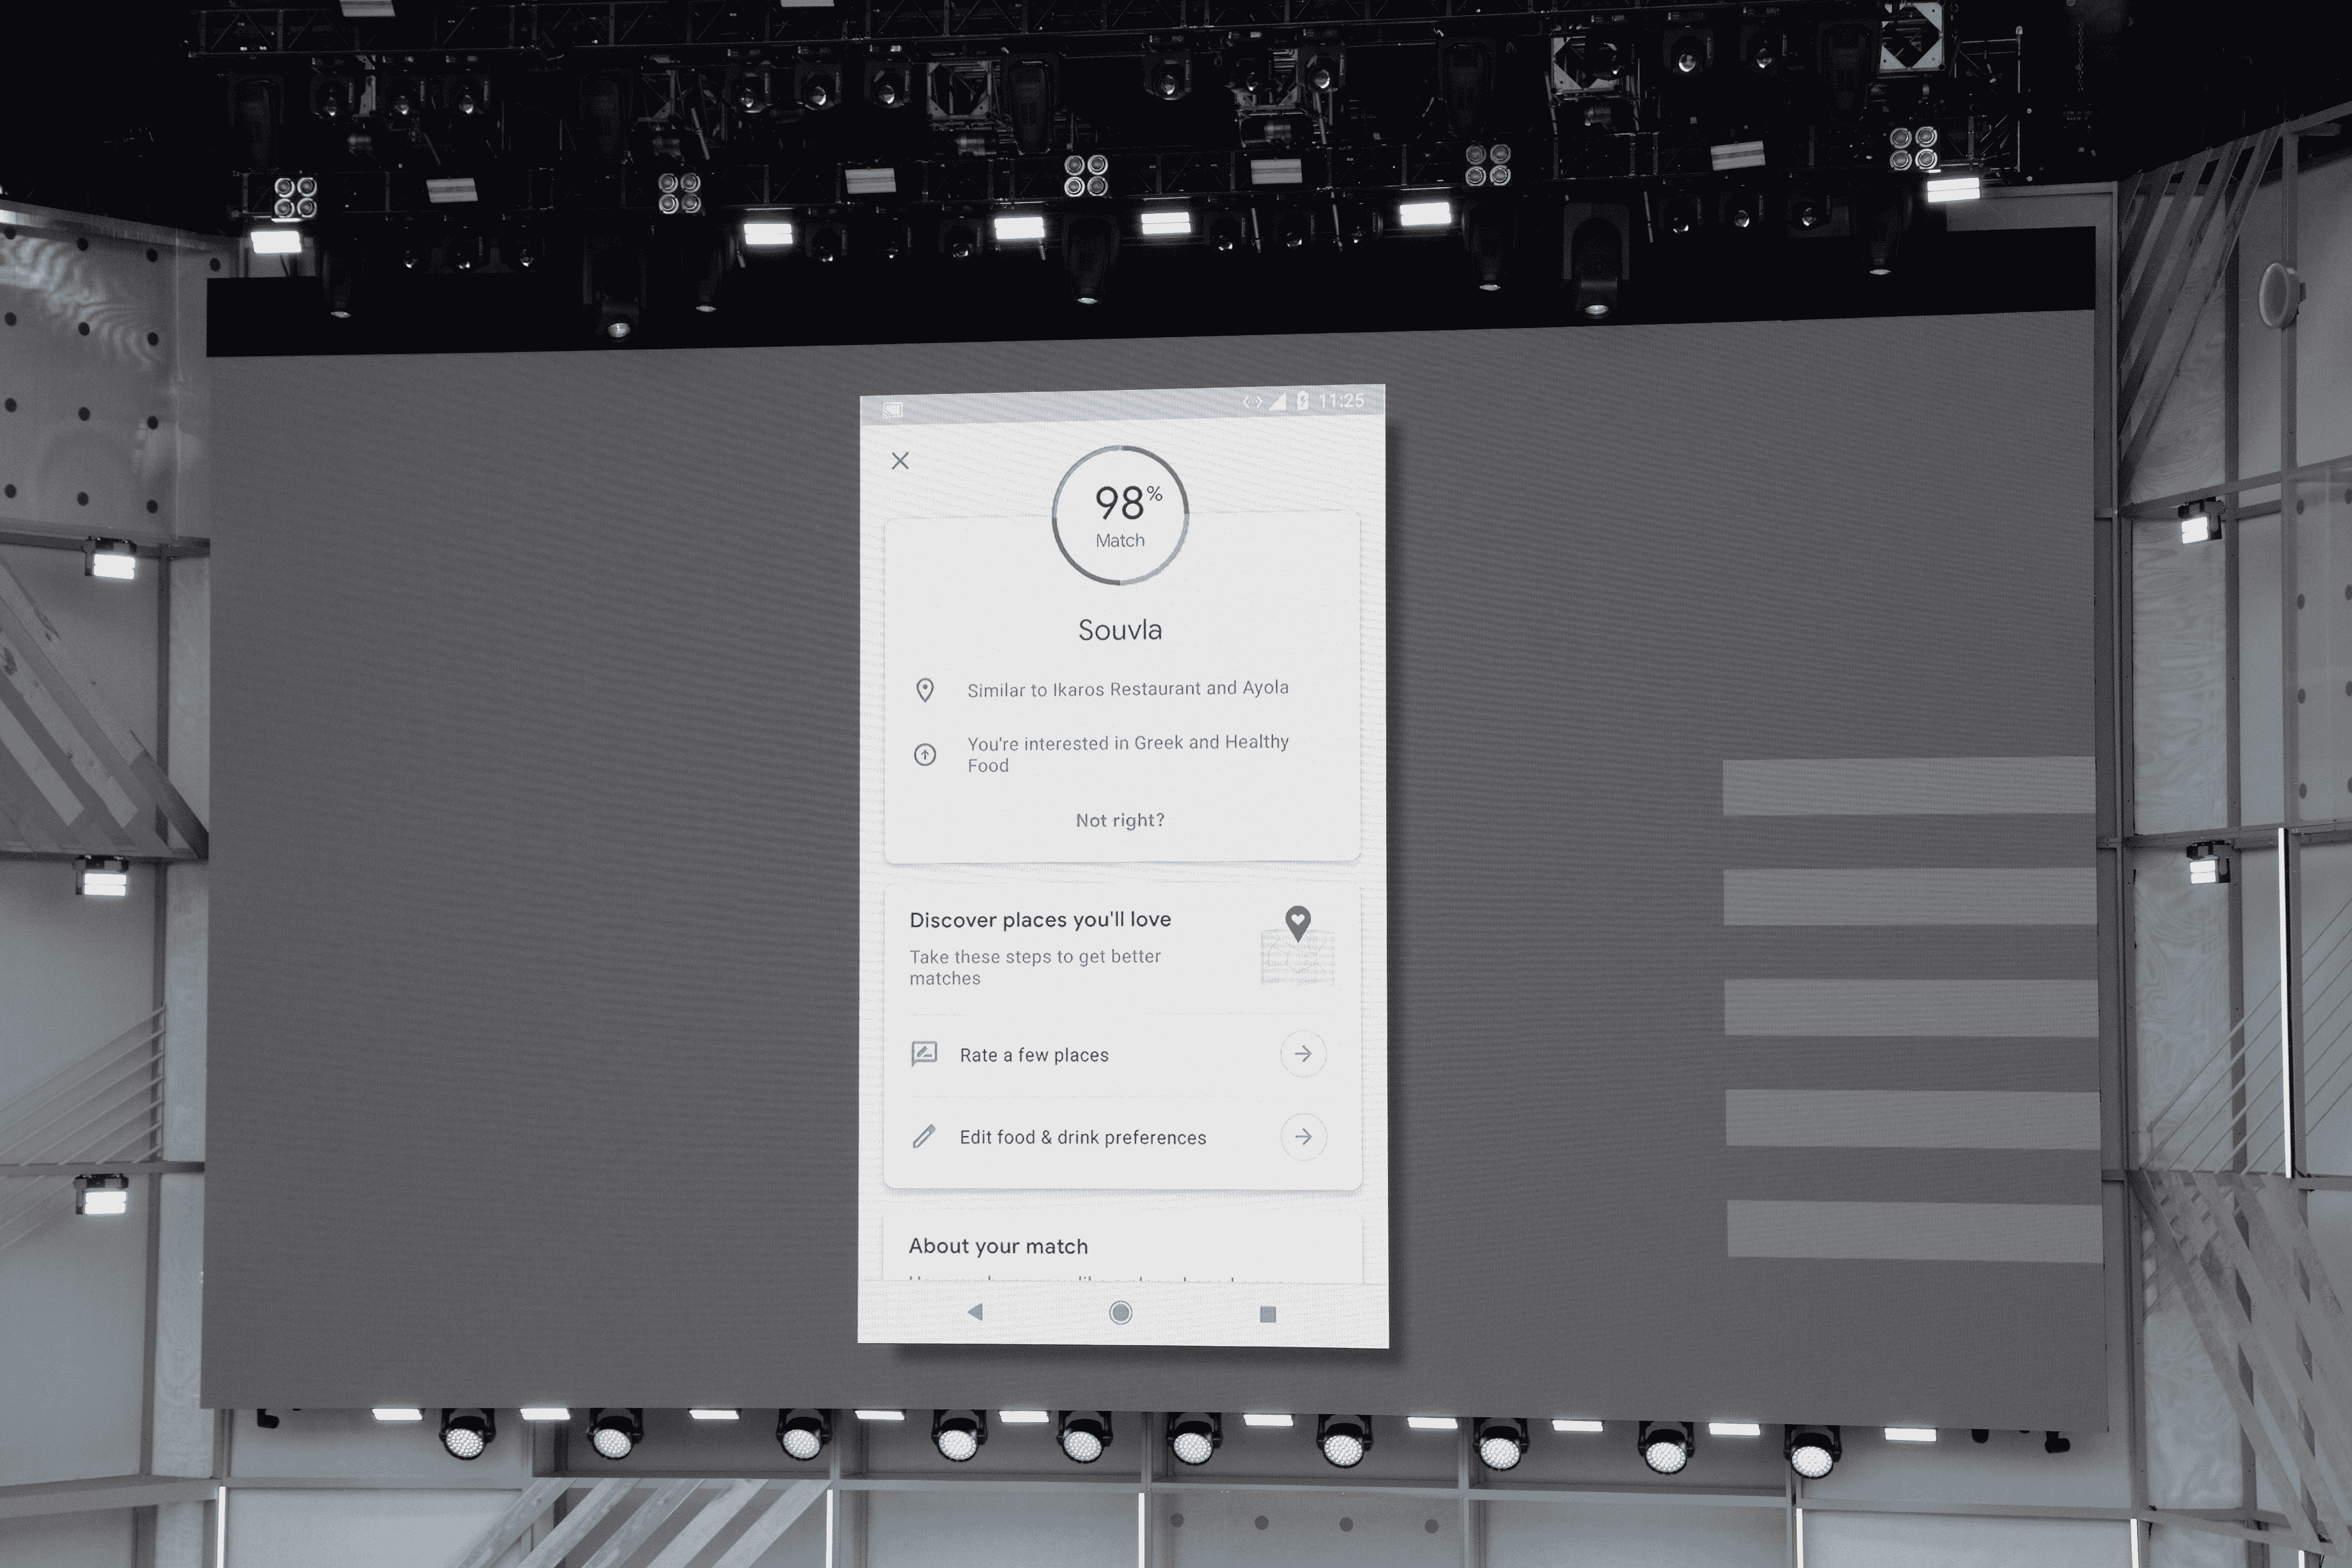 11:25
98%
Match
Souvla
Similar to Ikaros Restaurant and Ayola
You're interested in Greek and Healthy
Food
Not right?
Discover places you'll love
Take these steps to get better
matches
Rate a few places
Edit food & drink preferences
About your match